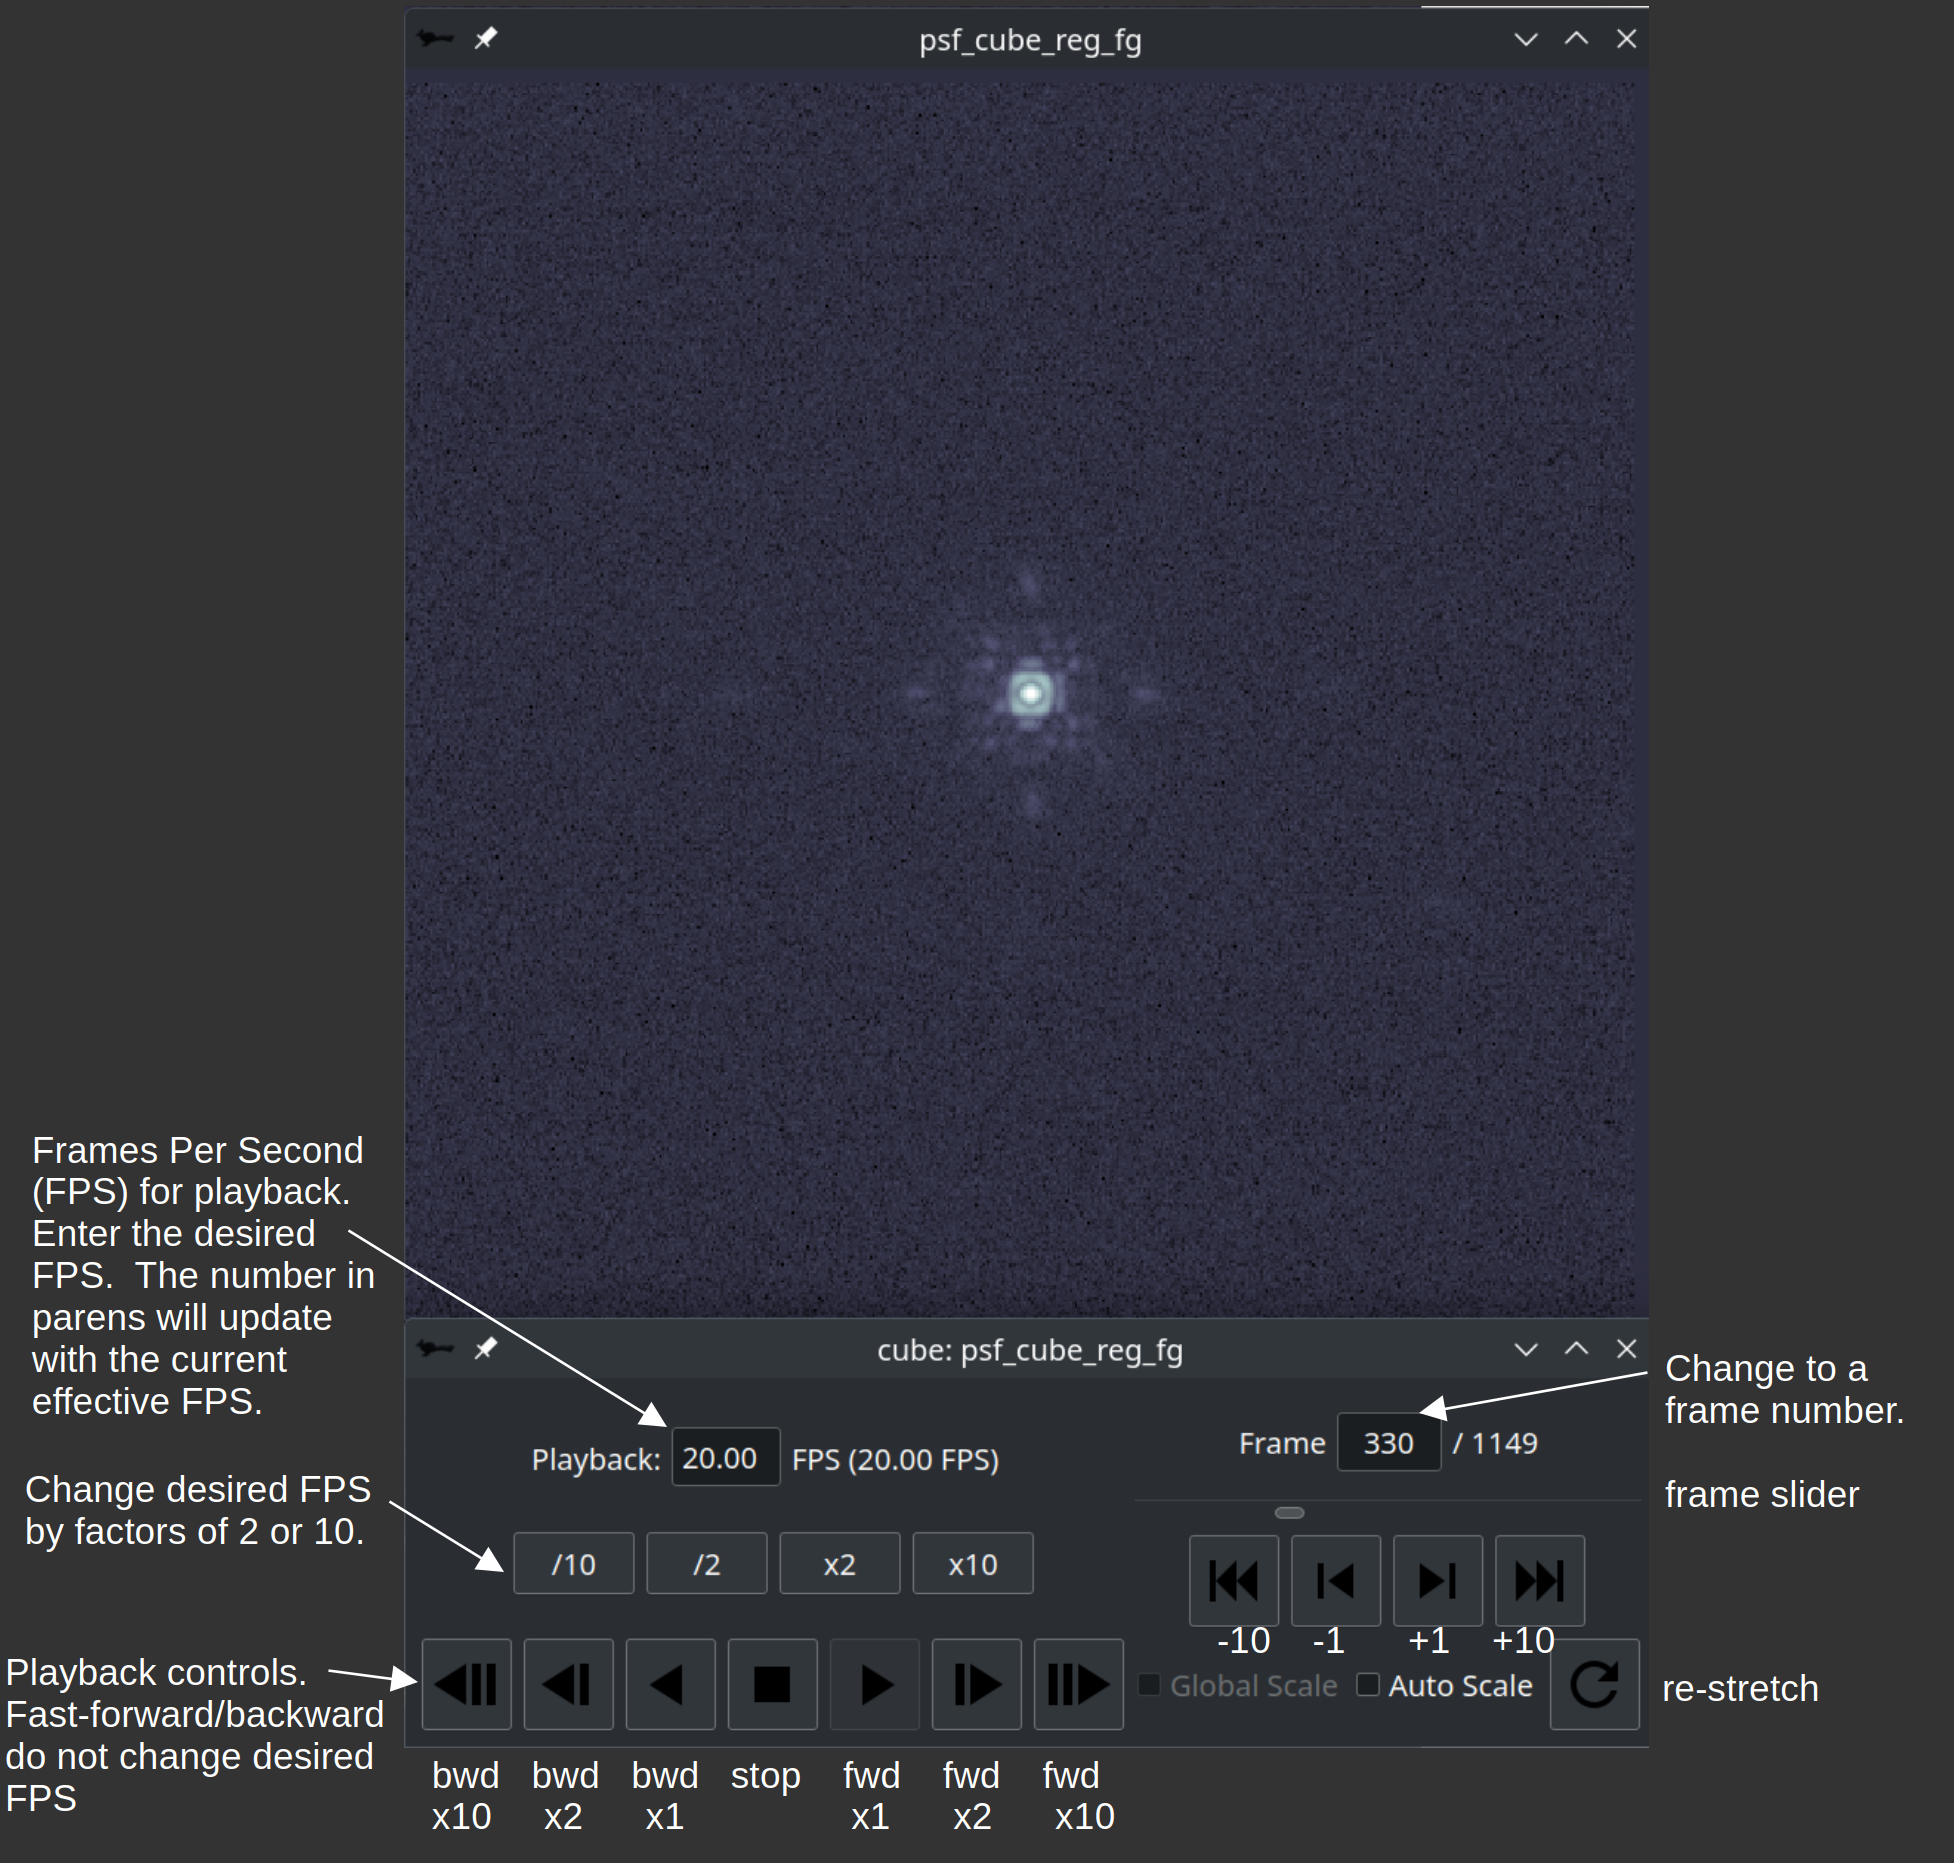 psf_cube_reg_fg
Frames Per Second
(FPS) for playback.
Enter the desired
FPS.  The number in
parens will update
with the current
effective FPS.
cube: psf_cube_reg_fg
Change to a
frame number.
Playback: 20.00 FPS (20.00 FPS)
Frame 330 / 1149
Change desired FPS
by factors of 2 or 10.
frame slider
/10 /2 x2 x10
-10 -1 +1 +10
Playback controls.
Fast-forward/backward
do not change desired
FPS
Global Scale Auto Scale
re-stretch
bwd bwd bwd stop fwd fwd fwd
x10 x2 x1 x1 x2 x10